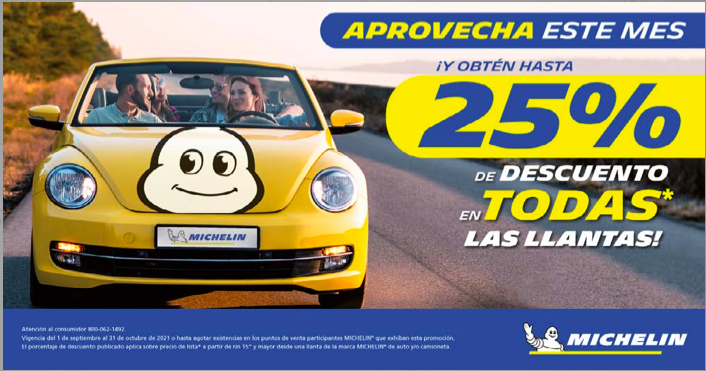 APROVECHA ESTE MES
¡Y OBTÉN HASTA
25%
DE DESCUENTO
EN TODAS*
LAS LLANTAS!
MICHELIN
Atención al consumidor 800-062-1492.
Vigencia del 1 de septiembre al 31 de octubre de 2021 o hasta agotar existencias en los puntos de venta participantes MICHELIN® que exhiban esta promoción.
El porcentaje de descuento publicado aplica sobre precio de lista* a partir de rin 15" y mayor desde una llanta de la marca MICHELIN® de auto y/o camioneta.
MICHELIN